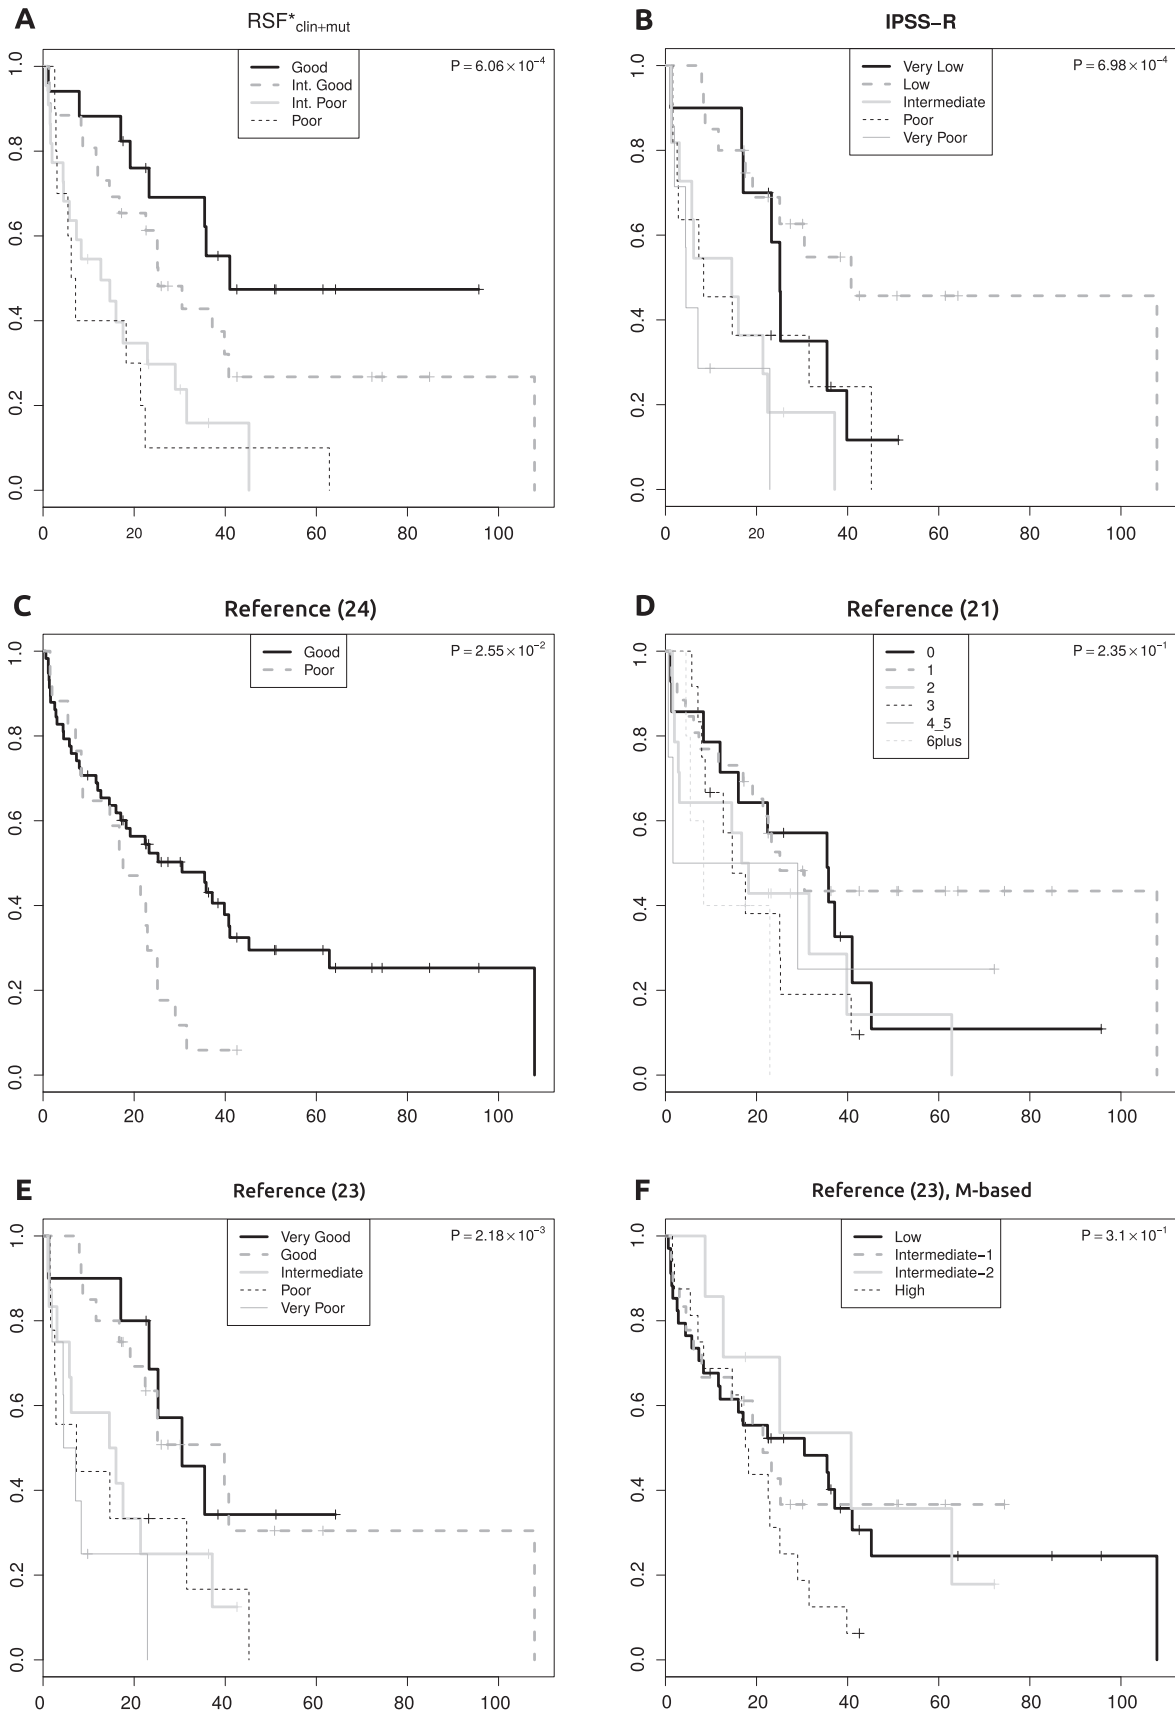 A
RSF*clin+mut
Good
Int. Good
Int. Poor
Poor
P = 6.06 × 10−4
1.0
0.8
0.6
0.4
0.2
0.0
0 20 40 60 80 100
B
IPSS−R
Very Low
Low
Intermediate
Poor
Very Poor
P = 6.98 × 10−4
1.0
0.8
0.6
0.4
0.2
0.0
0 20 40 60 80 100
C
Reference (24)
Good
Poor
P = 2.55 × 10−2
1.0
0.8
0.6
0.4
0.2
0.0
0 20 40 60 80 100
D
Reference (21)
0
1
2
3
4_5
6plus
P = 2.35 × 10−1
1.0
0.8
0.6
0.4
0.2
0.0
0 20 40 60 80 100
E
Reference (23)
Very Good
Good
Intermediate
Poor
Very Poor
P = 2.18 × 10−3
1.0
0.8
0.6
0.4
0.2
0.0
0 20 40 60 80 100
F
Reference (23), M-based
Low
Intermediate−1
Intermediate−2
High
P = 3.1 × 10−1
1.0
0.8
0.6
0.4
0.2
0.0
0 20 40 60 80 100